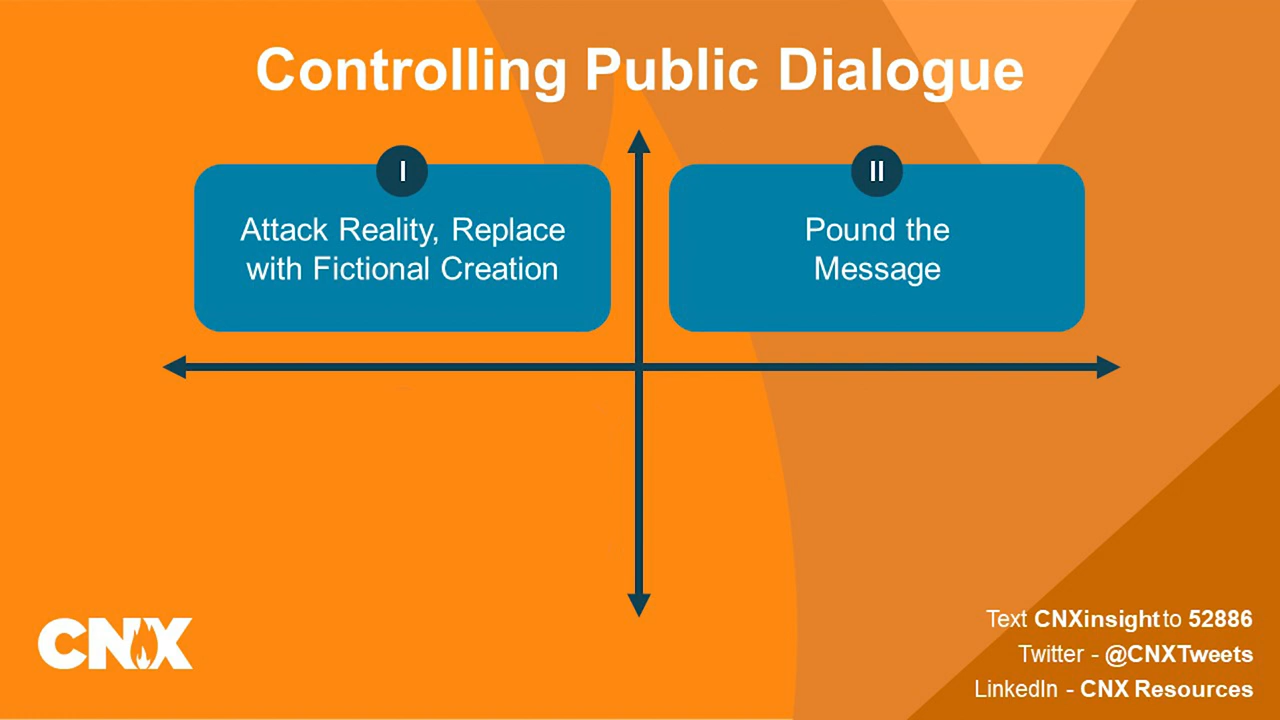 Controlling Public Dialogue
I
II
Attack Reality, Replace
with Fictional Creation
Pound the
Message
CNX
Text CNXinsight to 52886
Twitter - @CNXTweets
LinkedIn - CNX Resources